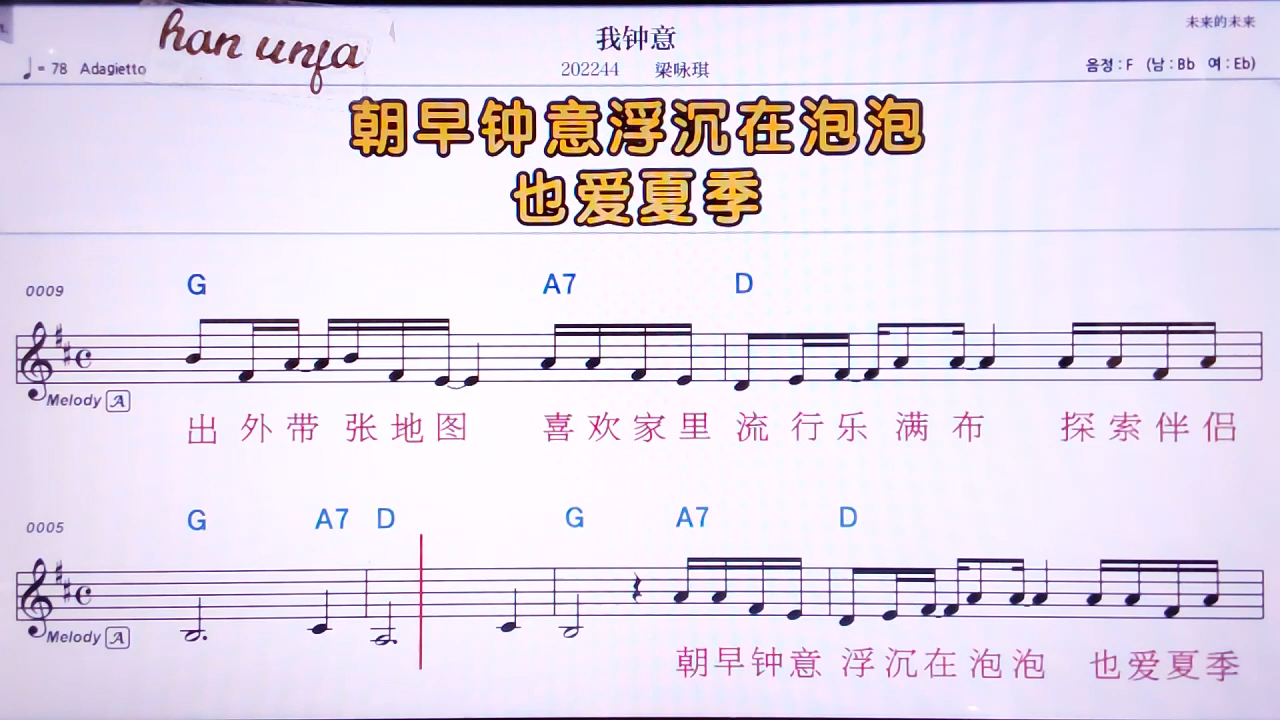 han unfa
我钟意
未来的未来
♩= 78 Adagietto
202244 梁咏琪
음정 : F (남 : Bb 여 : Eb)
朝早钟意浮沉在泡泡
也爱夏季
0009
G A7 D
Melody A
出外带张地图 喜欢家里流行乐满布 探索伴侣
0005
G A7 D G A7 D
Melody A
朝早钟意浮沉在泡泡 也爱夏季